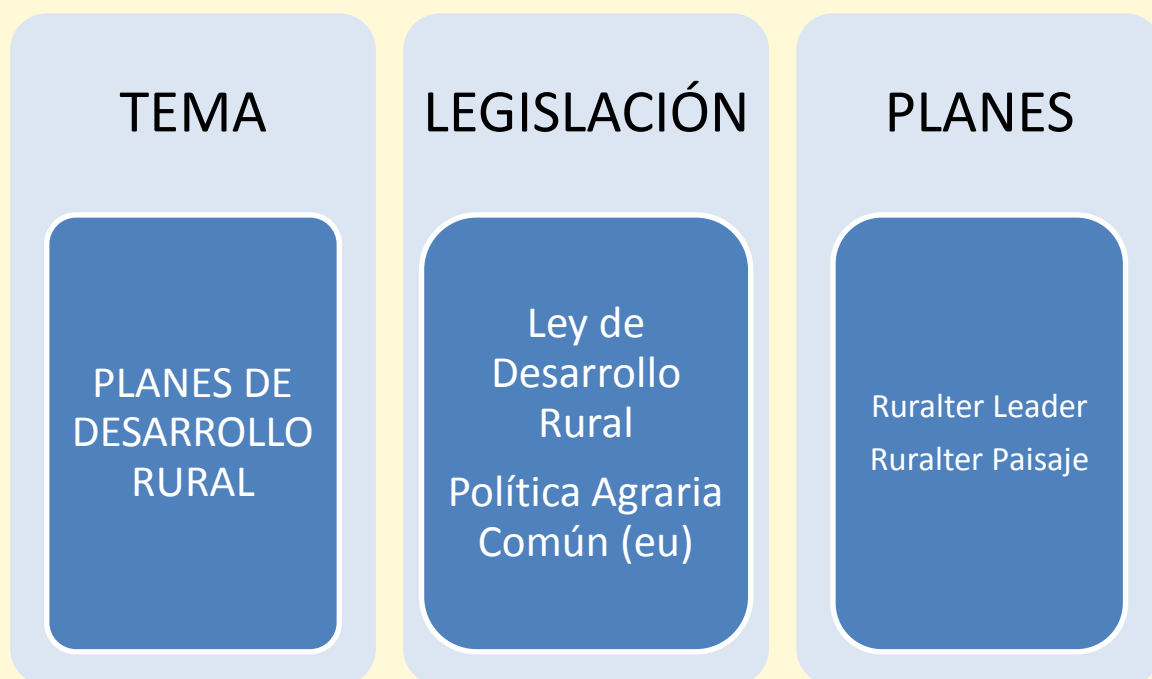 TEMA
PLANES DE
DESARROLLO
RURAL
LEGISLACIÓN
Ley de
Desarrollo
Rural
Política Agraria
Común (eu)
PLANES
Ruralter Leader
Ruralter Paisaje